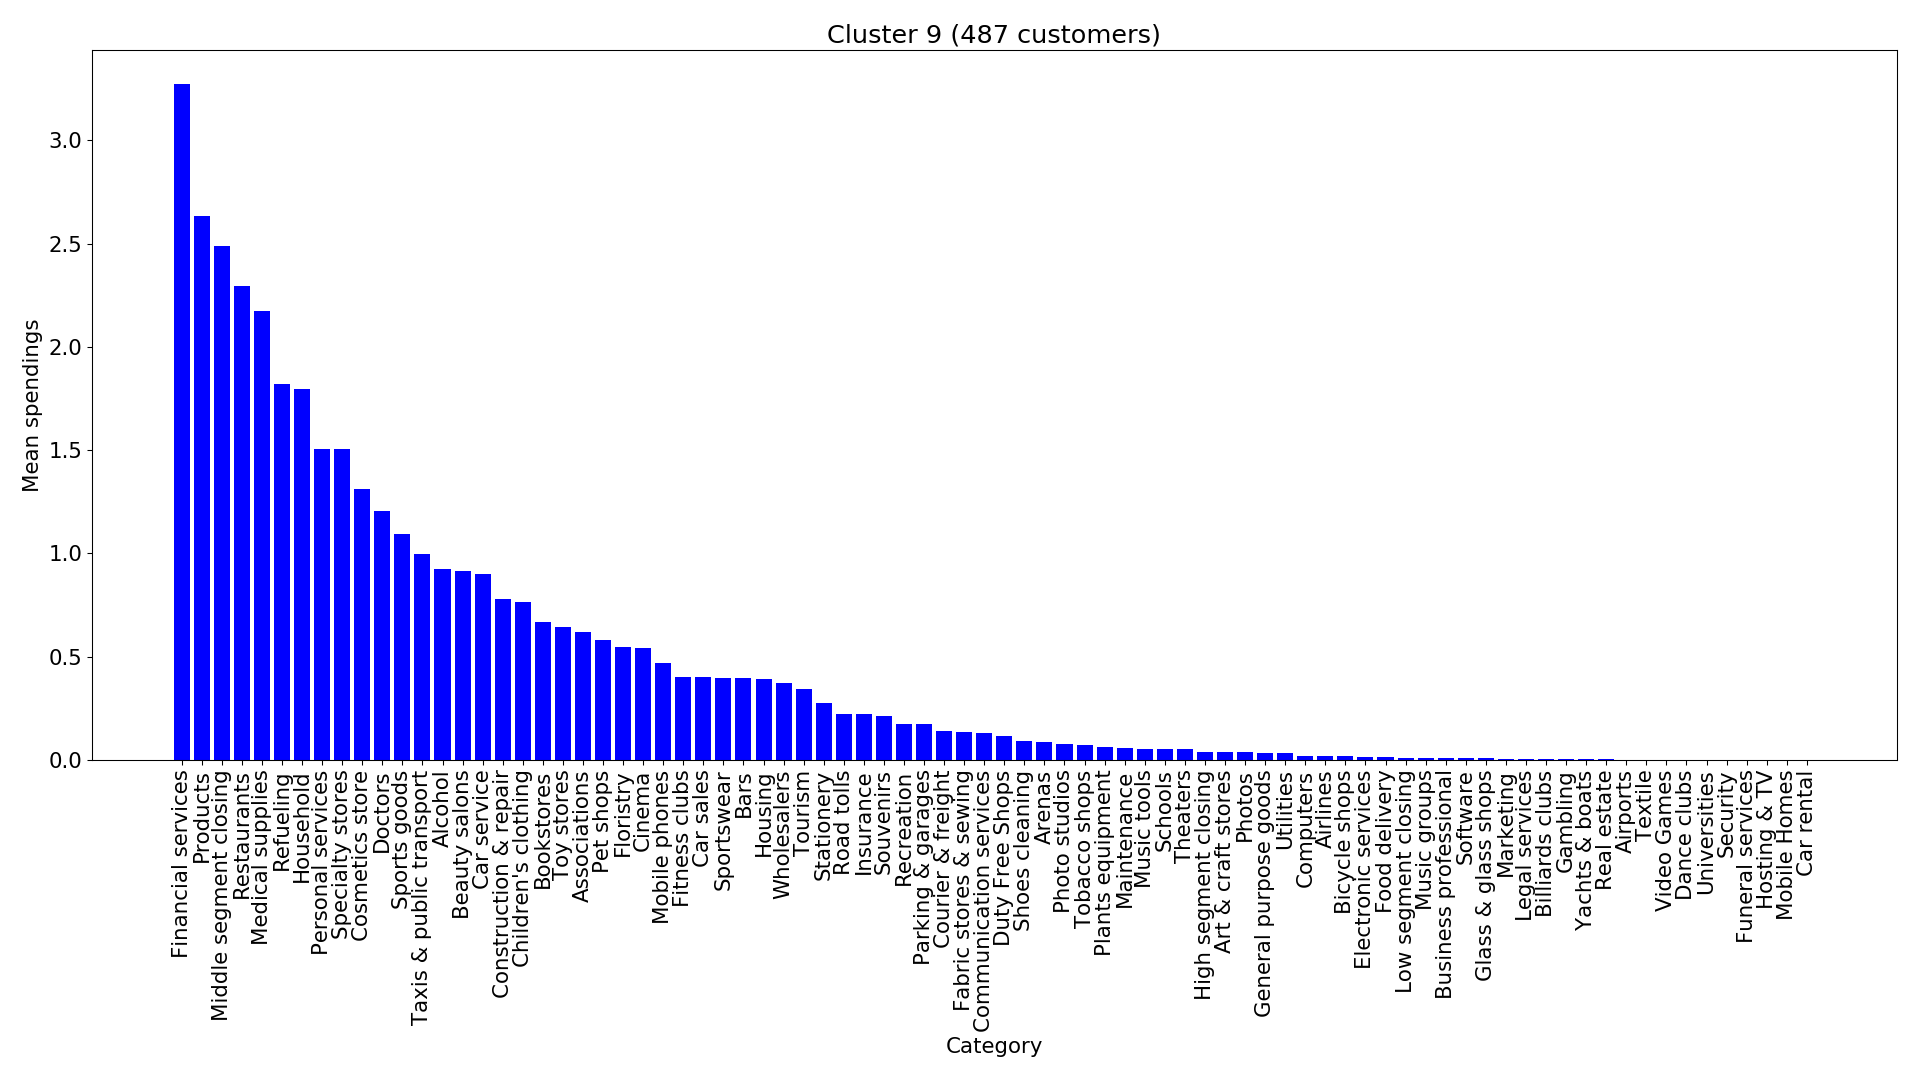 Cluster 9 (487 customers)
Mean spendings
3.0
2.5
2.0
1.5
1.0
0.5
0.0
Financial services
Products
Middle segment closing
Restaurants
Medical supplies
Refueling
Household
Personal services
Specialty stores
Cosmetics store
Doctors
Sports goods
Taxis & public transport
Alcohol
Beauty salons
Car service
Construction & repair
Children's clothing
Bookstores
Toy stores
Associations
Pet shops
Floristry
Cinema
Mobile phones
Fitness clubs
Car sales
Sportswear
Bars
Housing
Wholesalers
Tourism
Stationery
Road tolls
Insurance
Souvenirs
Recreation
Parking & garages
Courier & freight
Fabric stores & sewing
Communication services
Duty Free Shops
Shoes cleaning
Arenas
Photo studios
Tobacco shops
Plants equipment
Maintenance
Music tools
Schools
Theaters
High segment closing
Art & craft stores
Photos
General purpose goods
Utilities
Computers
Airlines
Bicycle shops
Electronic services
Food delivery
Low segment closing
Music groups
Business professional
Software
Glass & glass shops
Marketing
Legal services
Billiards clubs
Gambling
Yachts & boats
Real estate
Airports
Textile
Video Games
Dance clubs
Universities
Security
Funeral services
Hosting & TV
Mobile Homes
Car rental
Category